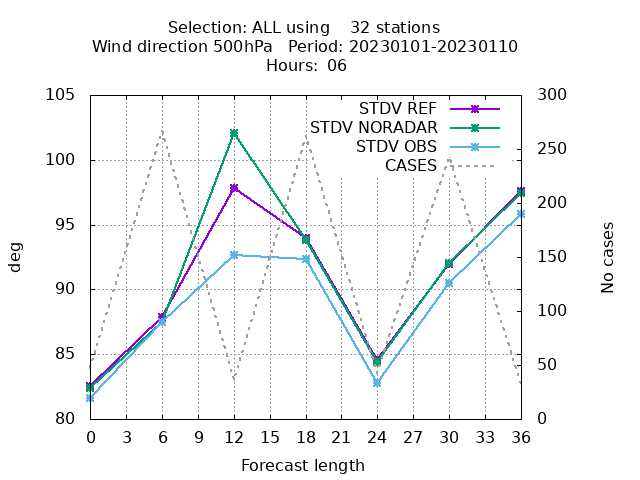 Selection: ALL using    32 stations
Wind direction 500hPa   Period: 20230101-20230110
Hours: 06
STDV REF
STDV NORADAR
STDV OBS
CASES
deg
105
100
95
90
85
80
300
250
200
150
100
50
0
No cases
0 3 6 9 12 15 18 21 24 27 30 33 36
Forecast length